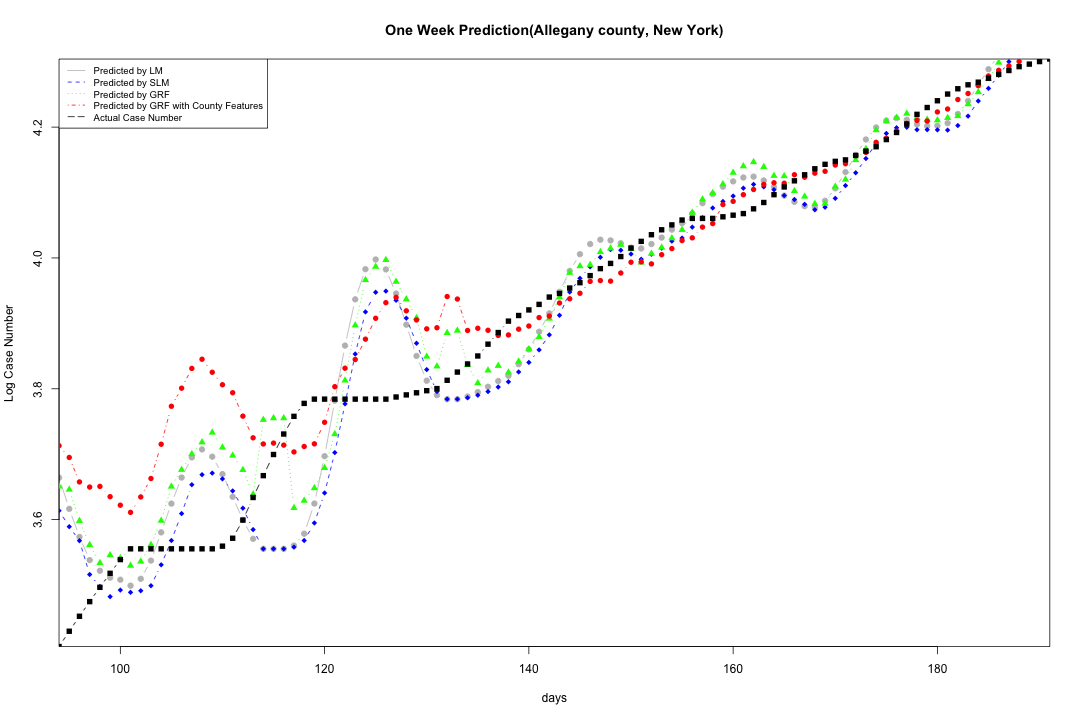 One Week Prediction(Allegany county, New York)
Predicted by LM
Predicted by SLM
Predicted by GRF
Predicted by GRF with County Features
Actual Case Number
4.2
4.0
3.8
3.6
Log Case Number
100 120 140 160 180
days